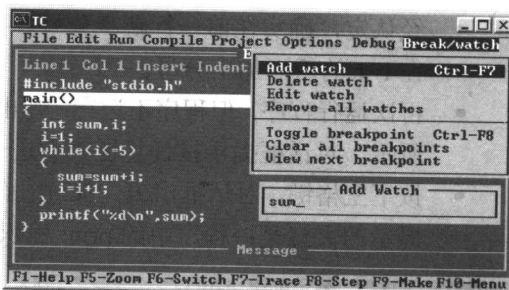 TC
File Edit Run Compile Project Options Debug Break/watch
E
Line 1 Col 1 Insert Indent
#include "stdio.h"
main()
{
int sum,i;
i=1;
while(i<=5)
{
sum=sum+i;
i=i+1;
}
printf("%d\n",sum);
}
Add watch Ctrl-F7
Delete watch
Edit watch
Remove all watches
Toggle breakpoint Ctrl-F8
Clear all breakpoints
View next breakpoint
Add Watch
sum_
Message
F1-Help F5-Zoom F6-Switch F7-Trace F8-Step F9-Make F10-Menu